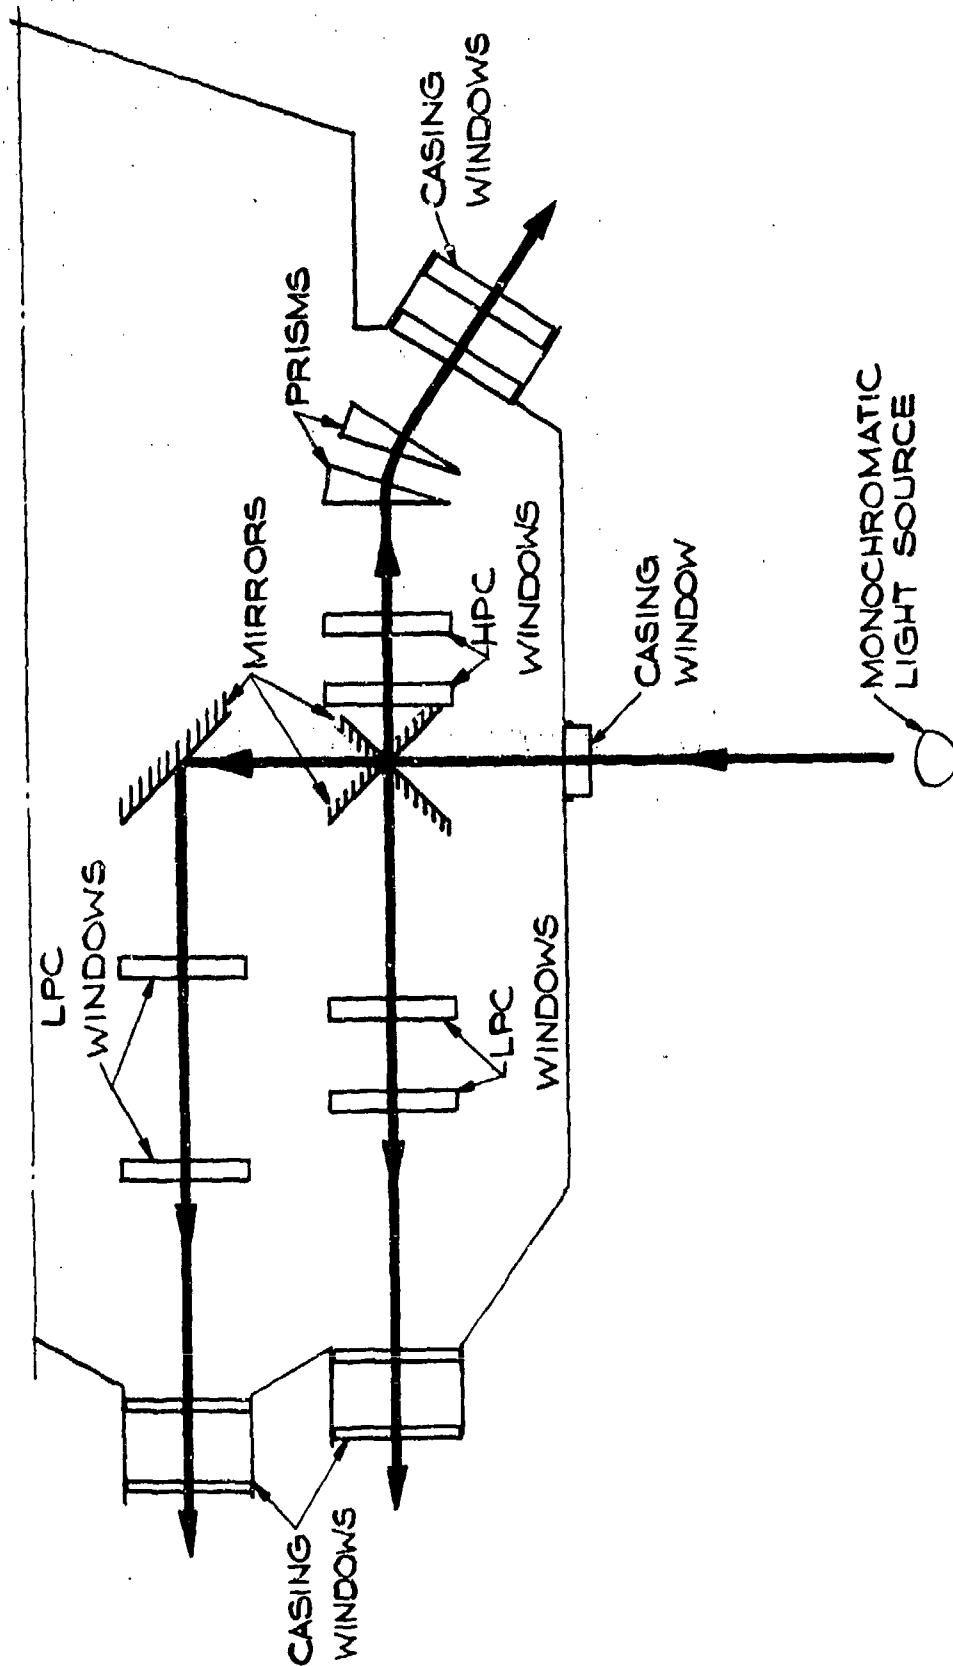 CASING
WINDOWS
PRISMS
MIRRORS
HPC
WINDOWS
LPC
WINDOWS
LPC
WINDOWS
CASING
WINDOW
MONOCHROMATIC
LIGHT SOURCE
CASING
WINDOWS